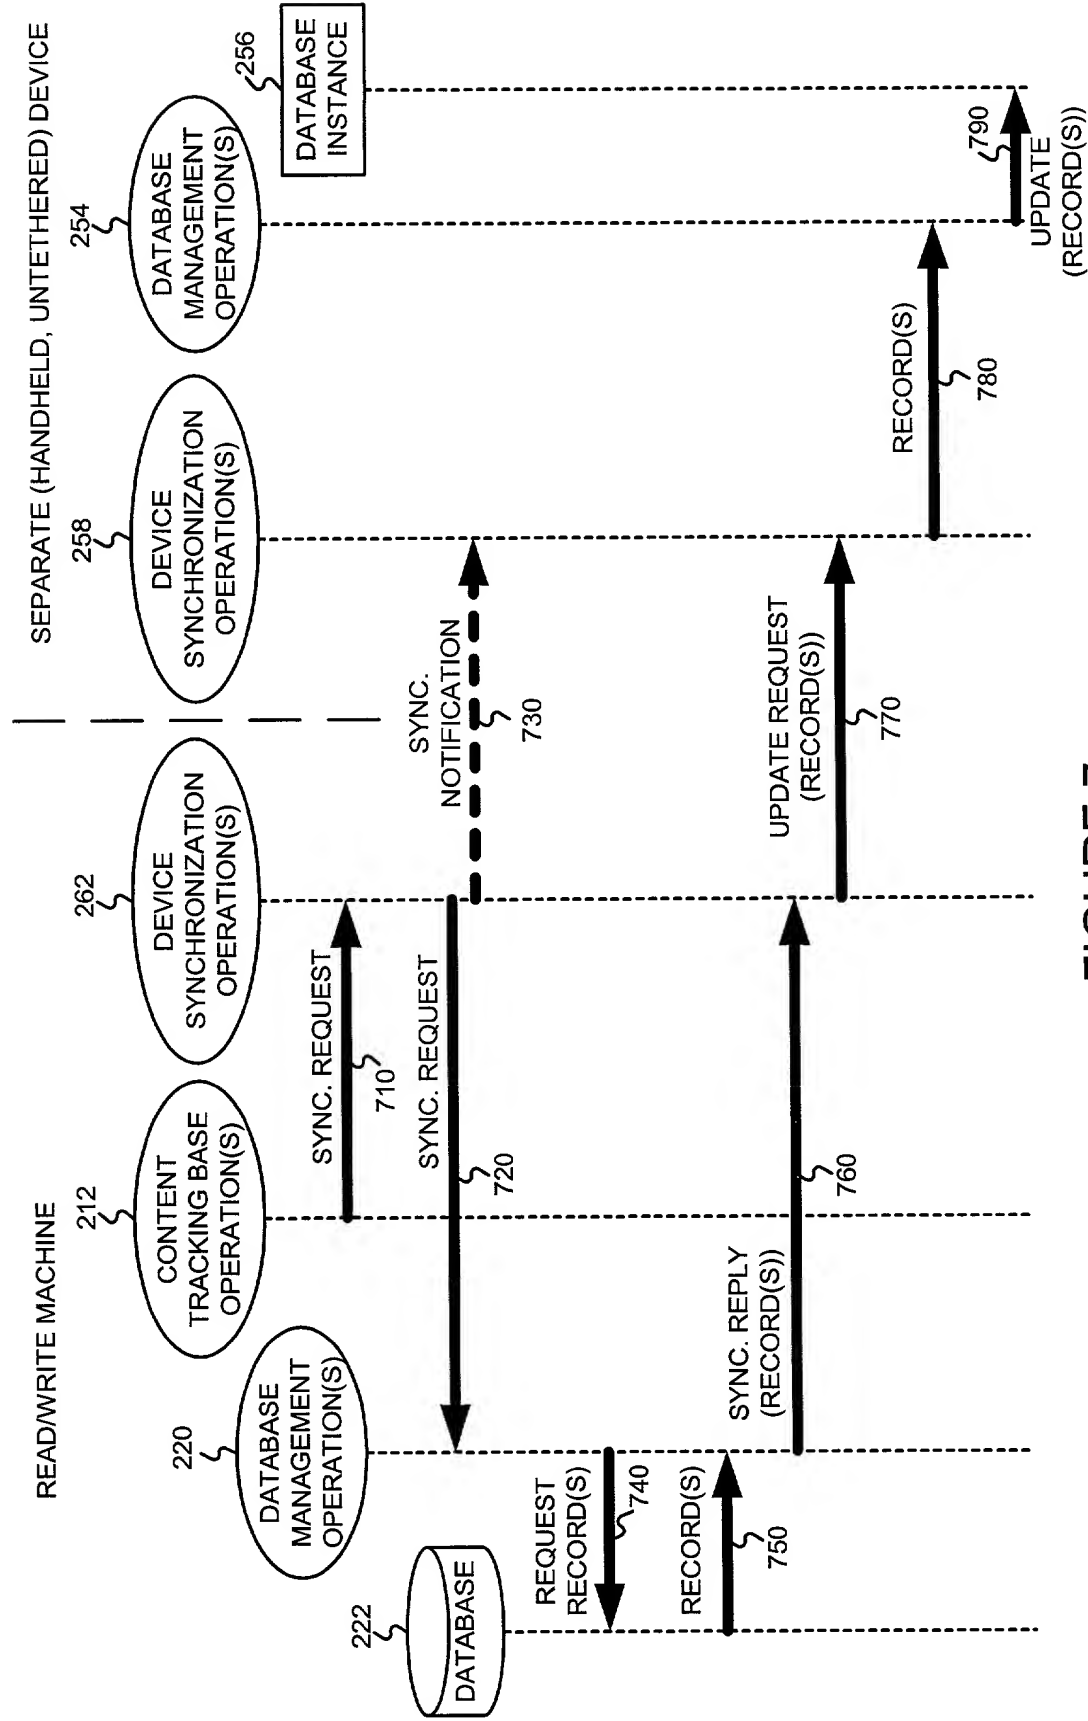 READ/WRITE MACHINE
SEPARATE (HANDHELD, UNTETHERED) DEVICE
222
DATABASE
220
DATABASE
MANAGEMENT
OPERATION(S)
212
CONTENT
TRACKING BASE
OPERATION(S)
262
DEVICE
SYNCHRONIZATION
OPERATION(S)
258
DEVICE
SYNCHRONIZATION
OPERATION(S)
254
DATABASE
MANAGEMENT
OPERATION(S)
256
DATABASE
INSTANCE
SYNC. REQUEST
710
SYNC. REQUEST
720
SYNC.
NOTIFICATION
730
REQUEST
RECORD(S)
740
RECORD(S)
750
SYNC. REPLY
(RECORD(S))
760
UPDATE REQUEST
(RECORD(S))
770
RECORD(S)
780
790
UPDATE
(RECORD(S))